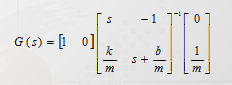 G(s) = [1 0] [s -1; k/m s + b/m]^-1 [0; 1/m]